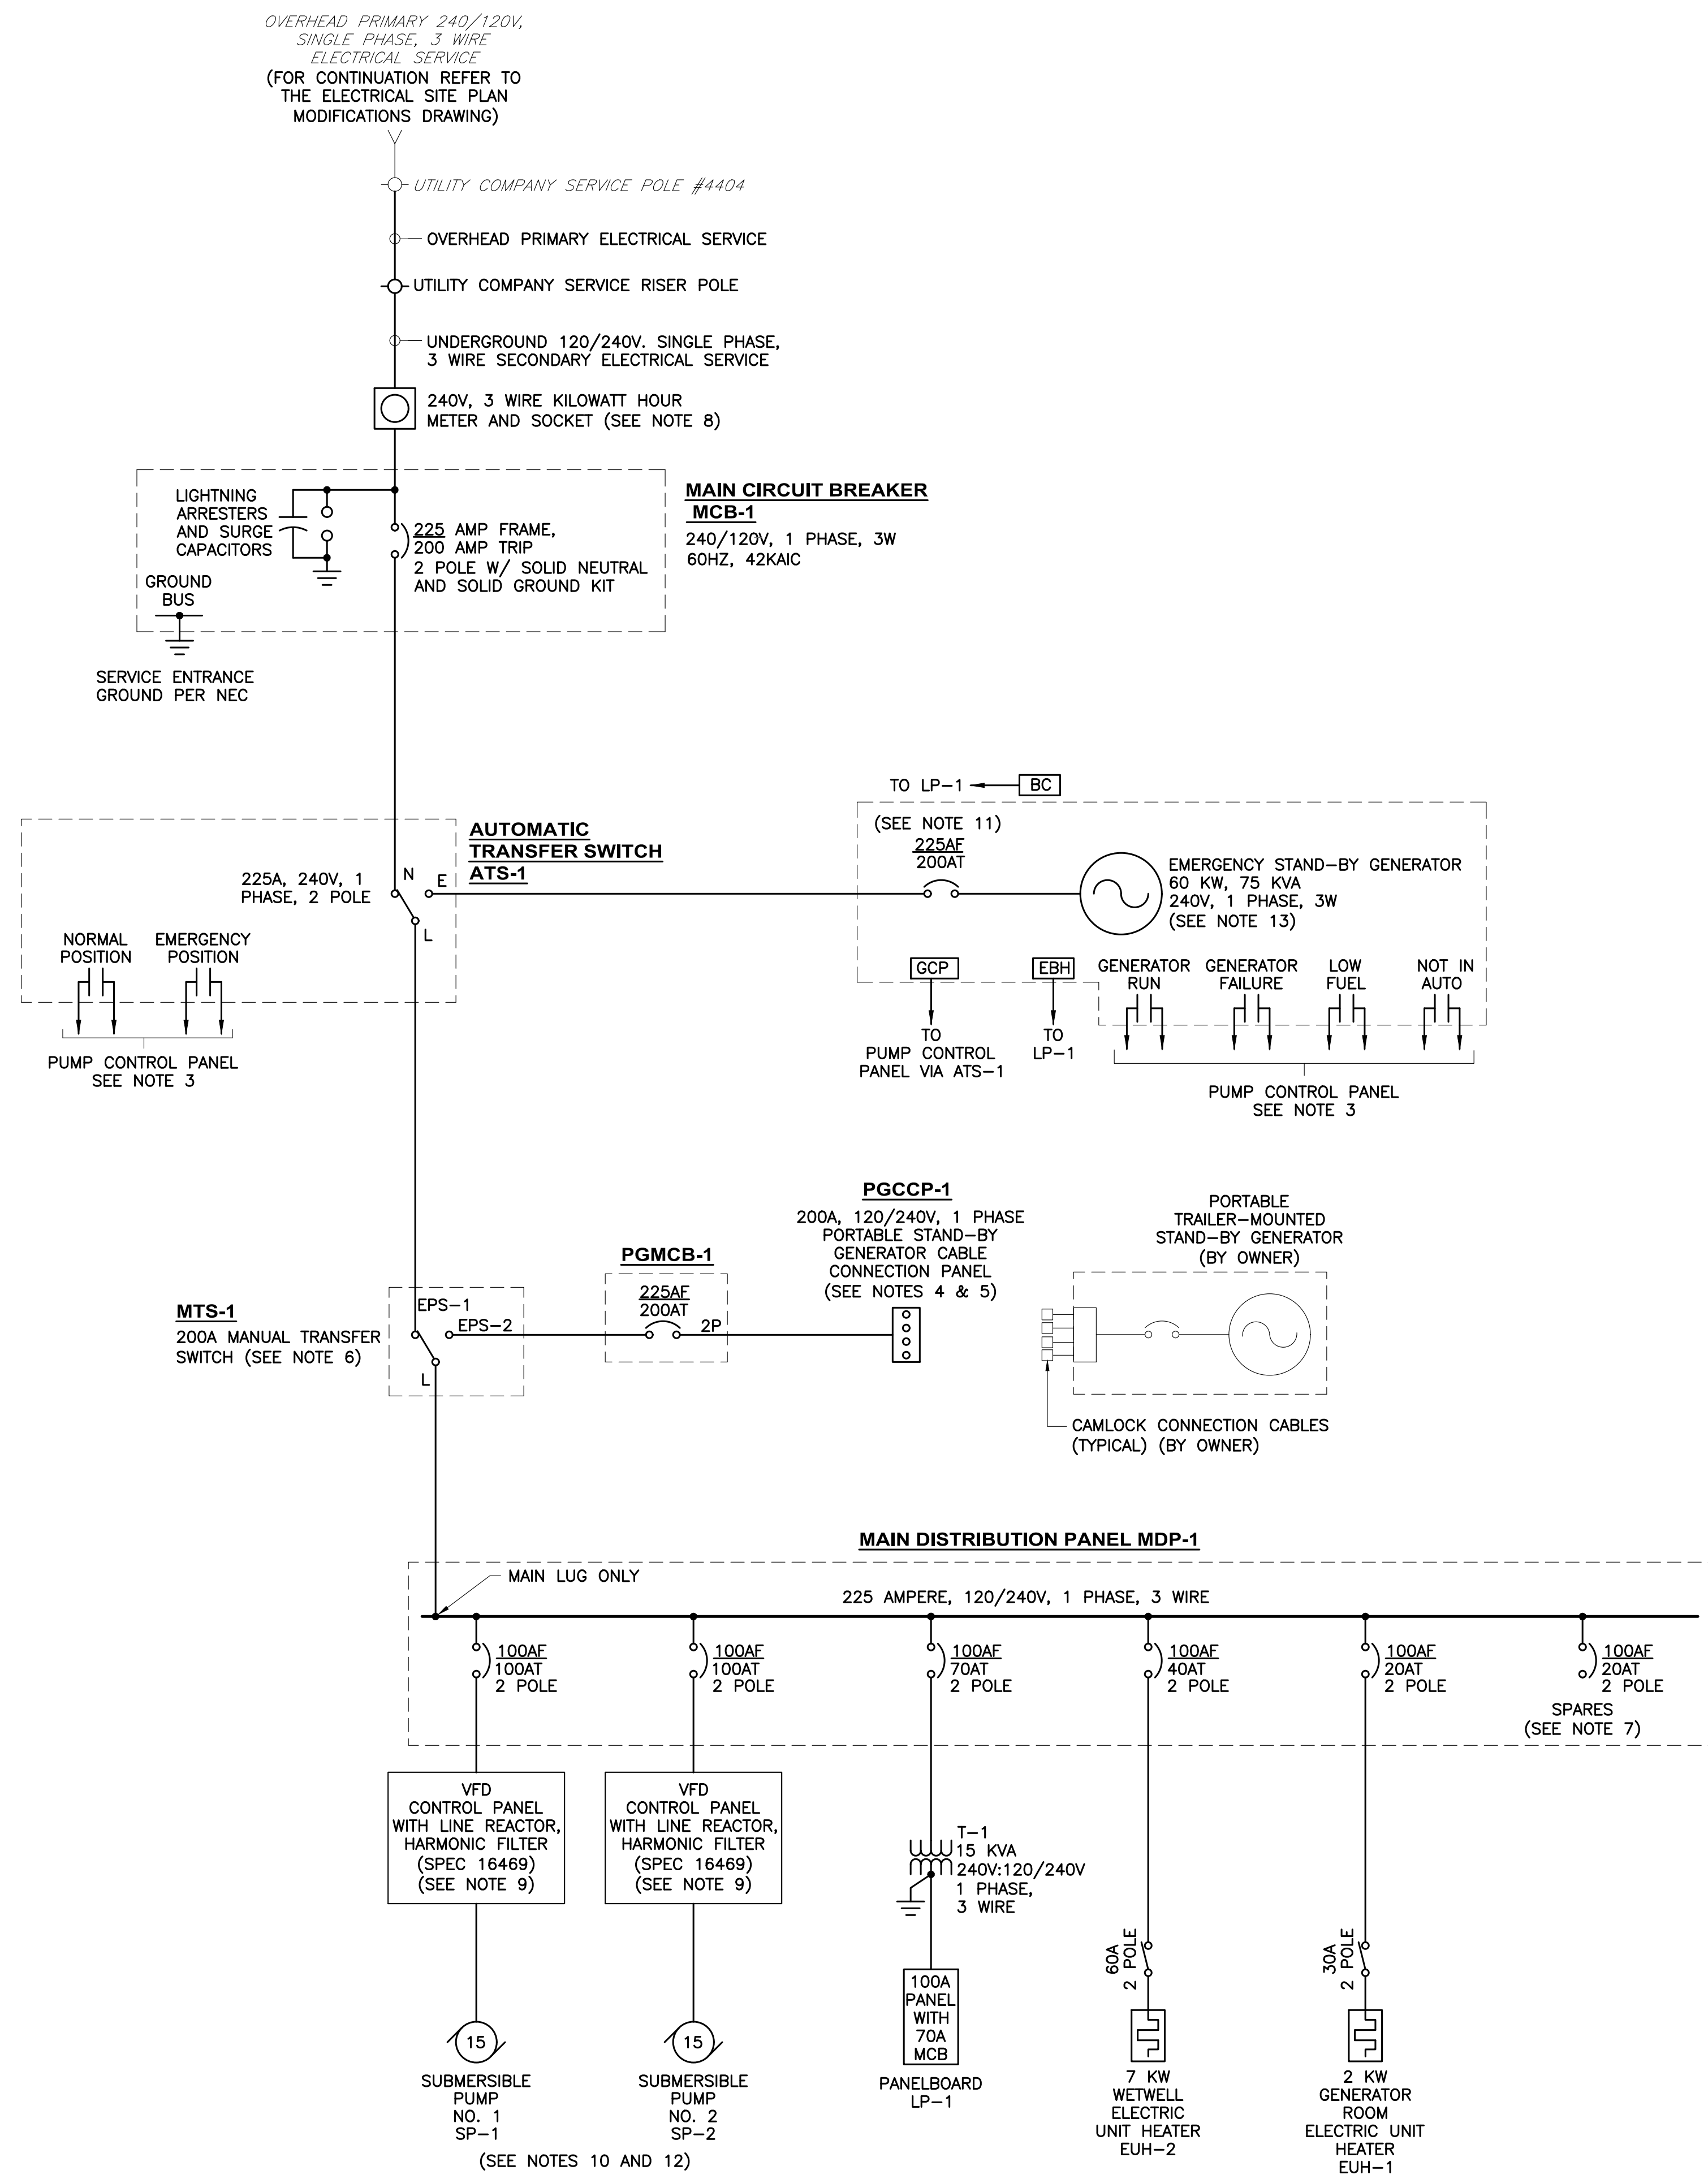 OVERHEAD PRIMARY 240/120V,
SINGLE PHASE, 3 WIRE
ELECTRICAL SERVICE
(FOR CONTINUATION REFER TO
THE ELECTRICAL SITE PLAN
MODIFICATIONS DRAWING)
UTILITY COMPANY SERVICE POLE #4404
OVERHEAD PRIMARY ELECTRICAL SERVICE
UTILITY COMPANY SERVICE RISER POLE
UNDERGROUND 120/240V. SINGLE PHASE,
3 WIRE SECONDARY ELECTRICAL SERVICE
240V, 3 WIRE KILOWATT HOUR
METER AND SOCKET (SEE NOTE 8)
LIGHTNING
ARRESTERS
AND SURGE
CAPACITORS
225 AMP FRAME,
200 AMP TRIP
2 POLE W/ SOLID NEUTRAL
AND SOLID GROUND KIT
MAIN CIRCUIT BREAKER
MCB-1
240/120V, 1 PHASE, 3W
60HZ, 42KAIC
GROUND
BUS
SERVICE ENTRANCE
GROUND PER NEC
TO LP-1
BC
AUTOMATIC
TRANSFER SWITCH
ATS-1
225A, 240V, 1
PHASE, 2 POLE
N
E
L
NORMAL
POSITION
EMERGENCY
POSITION
PUMP CONTROL PANEL
SEE NOTE 3
(SEE NOTE 11)
225AF
200AT
EMERGENCY STAND-BY GENERATOR
60 KW, 75 KVA
240V, 1 PHASE, 3W
(SEE NOTE 13)
GCP
TO
PUMP CONTROL
PANEL VIA ATS-1
EBH
TO
LP-1
GENERATOR
RUN
GENERATOR
FAILURE
LOW
FUEL
NOT IN
AUTO
PUMP CONTROL PANEL
SEE NOTE 3
MTS-1
200A MANUAL TRANSFER
SWITCH (SEE NOTE 6)
EPS-1
EPS-2
L
PGMCB-1
225AF
200AT
2P
PGCCP-1
200A, 120/240V, 1 PHASE
PORTABLE STAND-BY
GENERATOR CABLE
CONNECTION PANEL
(SEE NOTES 4 & 5)
PORTABLE
TRAILER-MOUNTED
STAND-BY GENERATOR
(BY OWNER)
CAMLOCK CONNECTION CABLES
(TYPICAL) (BY OWNER)
MAIN DISTRIBUTION PANEL MDP-1
MAIN LUG ONLY
225 AMPERE, 120/240V, 1 PHASE, 3 WIRE
100AF
100AT
2 POLE
100AF
100AT
2 POLE
100AF
70AT
2 POLE
100AF
40AT
2 POLE
100AF
20AT
2 POLE
100AF
20AT
2 POLE
SPARES
(SEE NOTE 7)
VFD
CONTROL PANEL
WITH LINE REACTOR,
HARMONIC FILTER
(SPEC 16469)
(SEE NOTE 9)
VFD
CONTROL PANEL
WITH LINE REACTOR,
HARMONIC FILTER
(SPEC 16469)
(SEE NOTE 9)
T-1
15 KVA
240V:120/240V
1 PHASE,
3 WIRE
60A
2 POLE
30A
2 POLE
15
SUBMERSIBLE
PUMP
NO. 1
SP-1
15
SUBMERSIBLE
PUMP
NO. 2
SP-2
(SEE NOTES 10 AND 12)
100A
PANEL
WITH
70A
MCB
PANELBOARD
LP-1
7 KW
WETWELL
ELECTRIC
UNIT HEATER
EUH-2
2 KW
GENERATOR
ROOM
ELECTRIC UNIT
HEATER
EUH-1